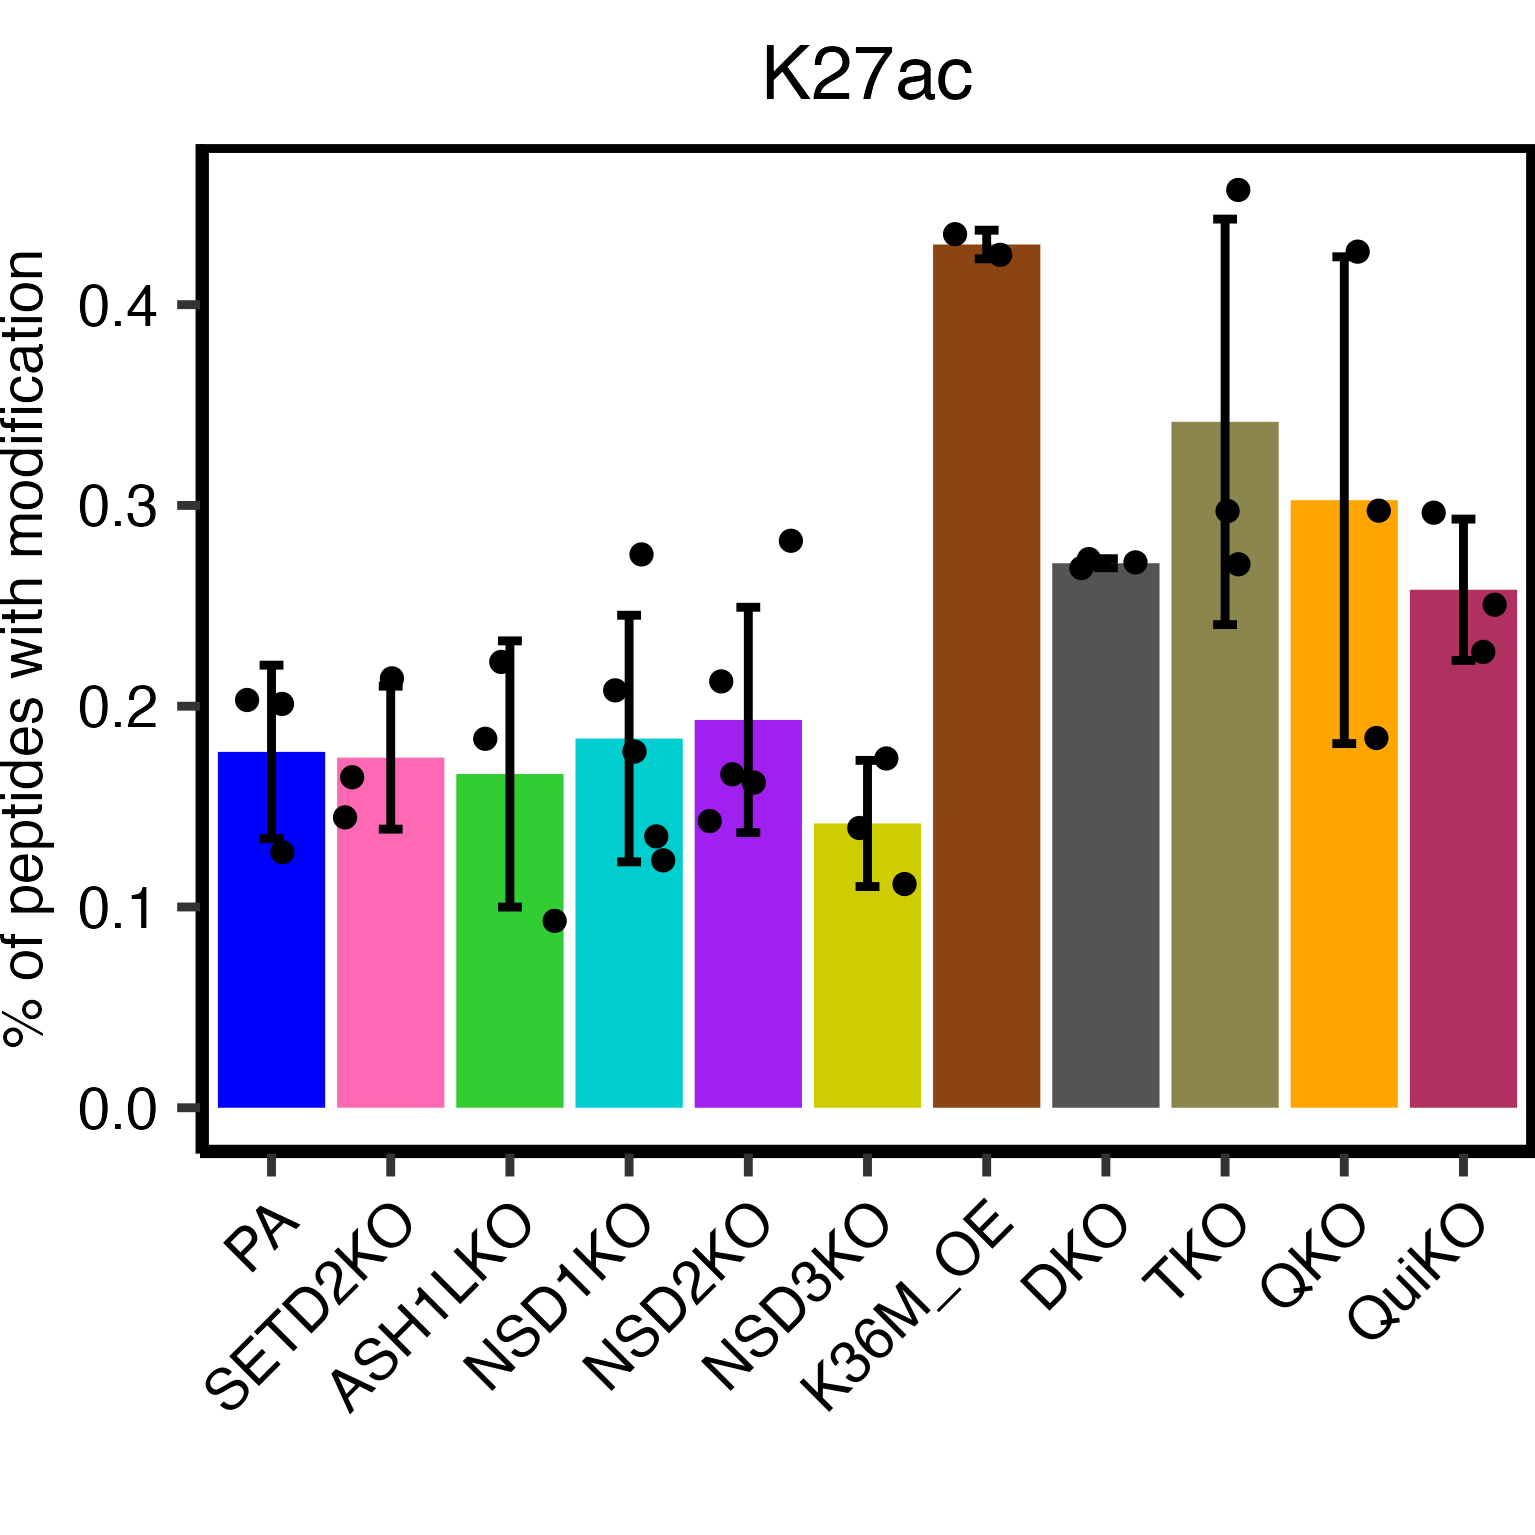 K27ac
% of peptides with modification
0.4
0.3
0.2
0.1
0.0
PA
SETD2KO
ASH1LKO
NSD1KO
NSD2KO
NSD3KO
K36M_OE
DKO
TKO
QKO
QuiKO